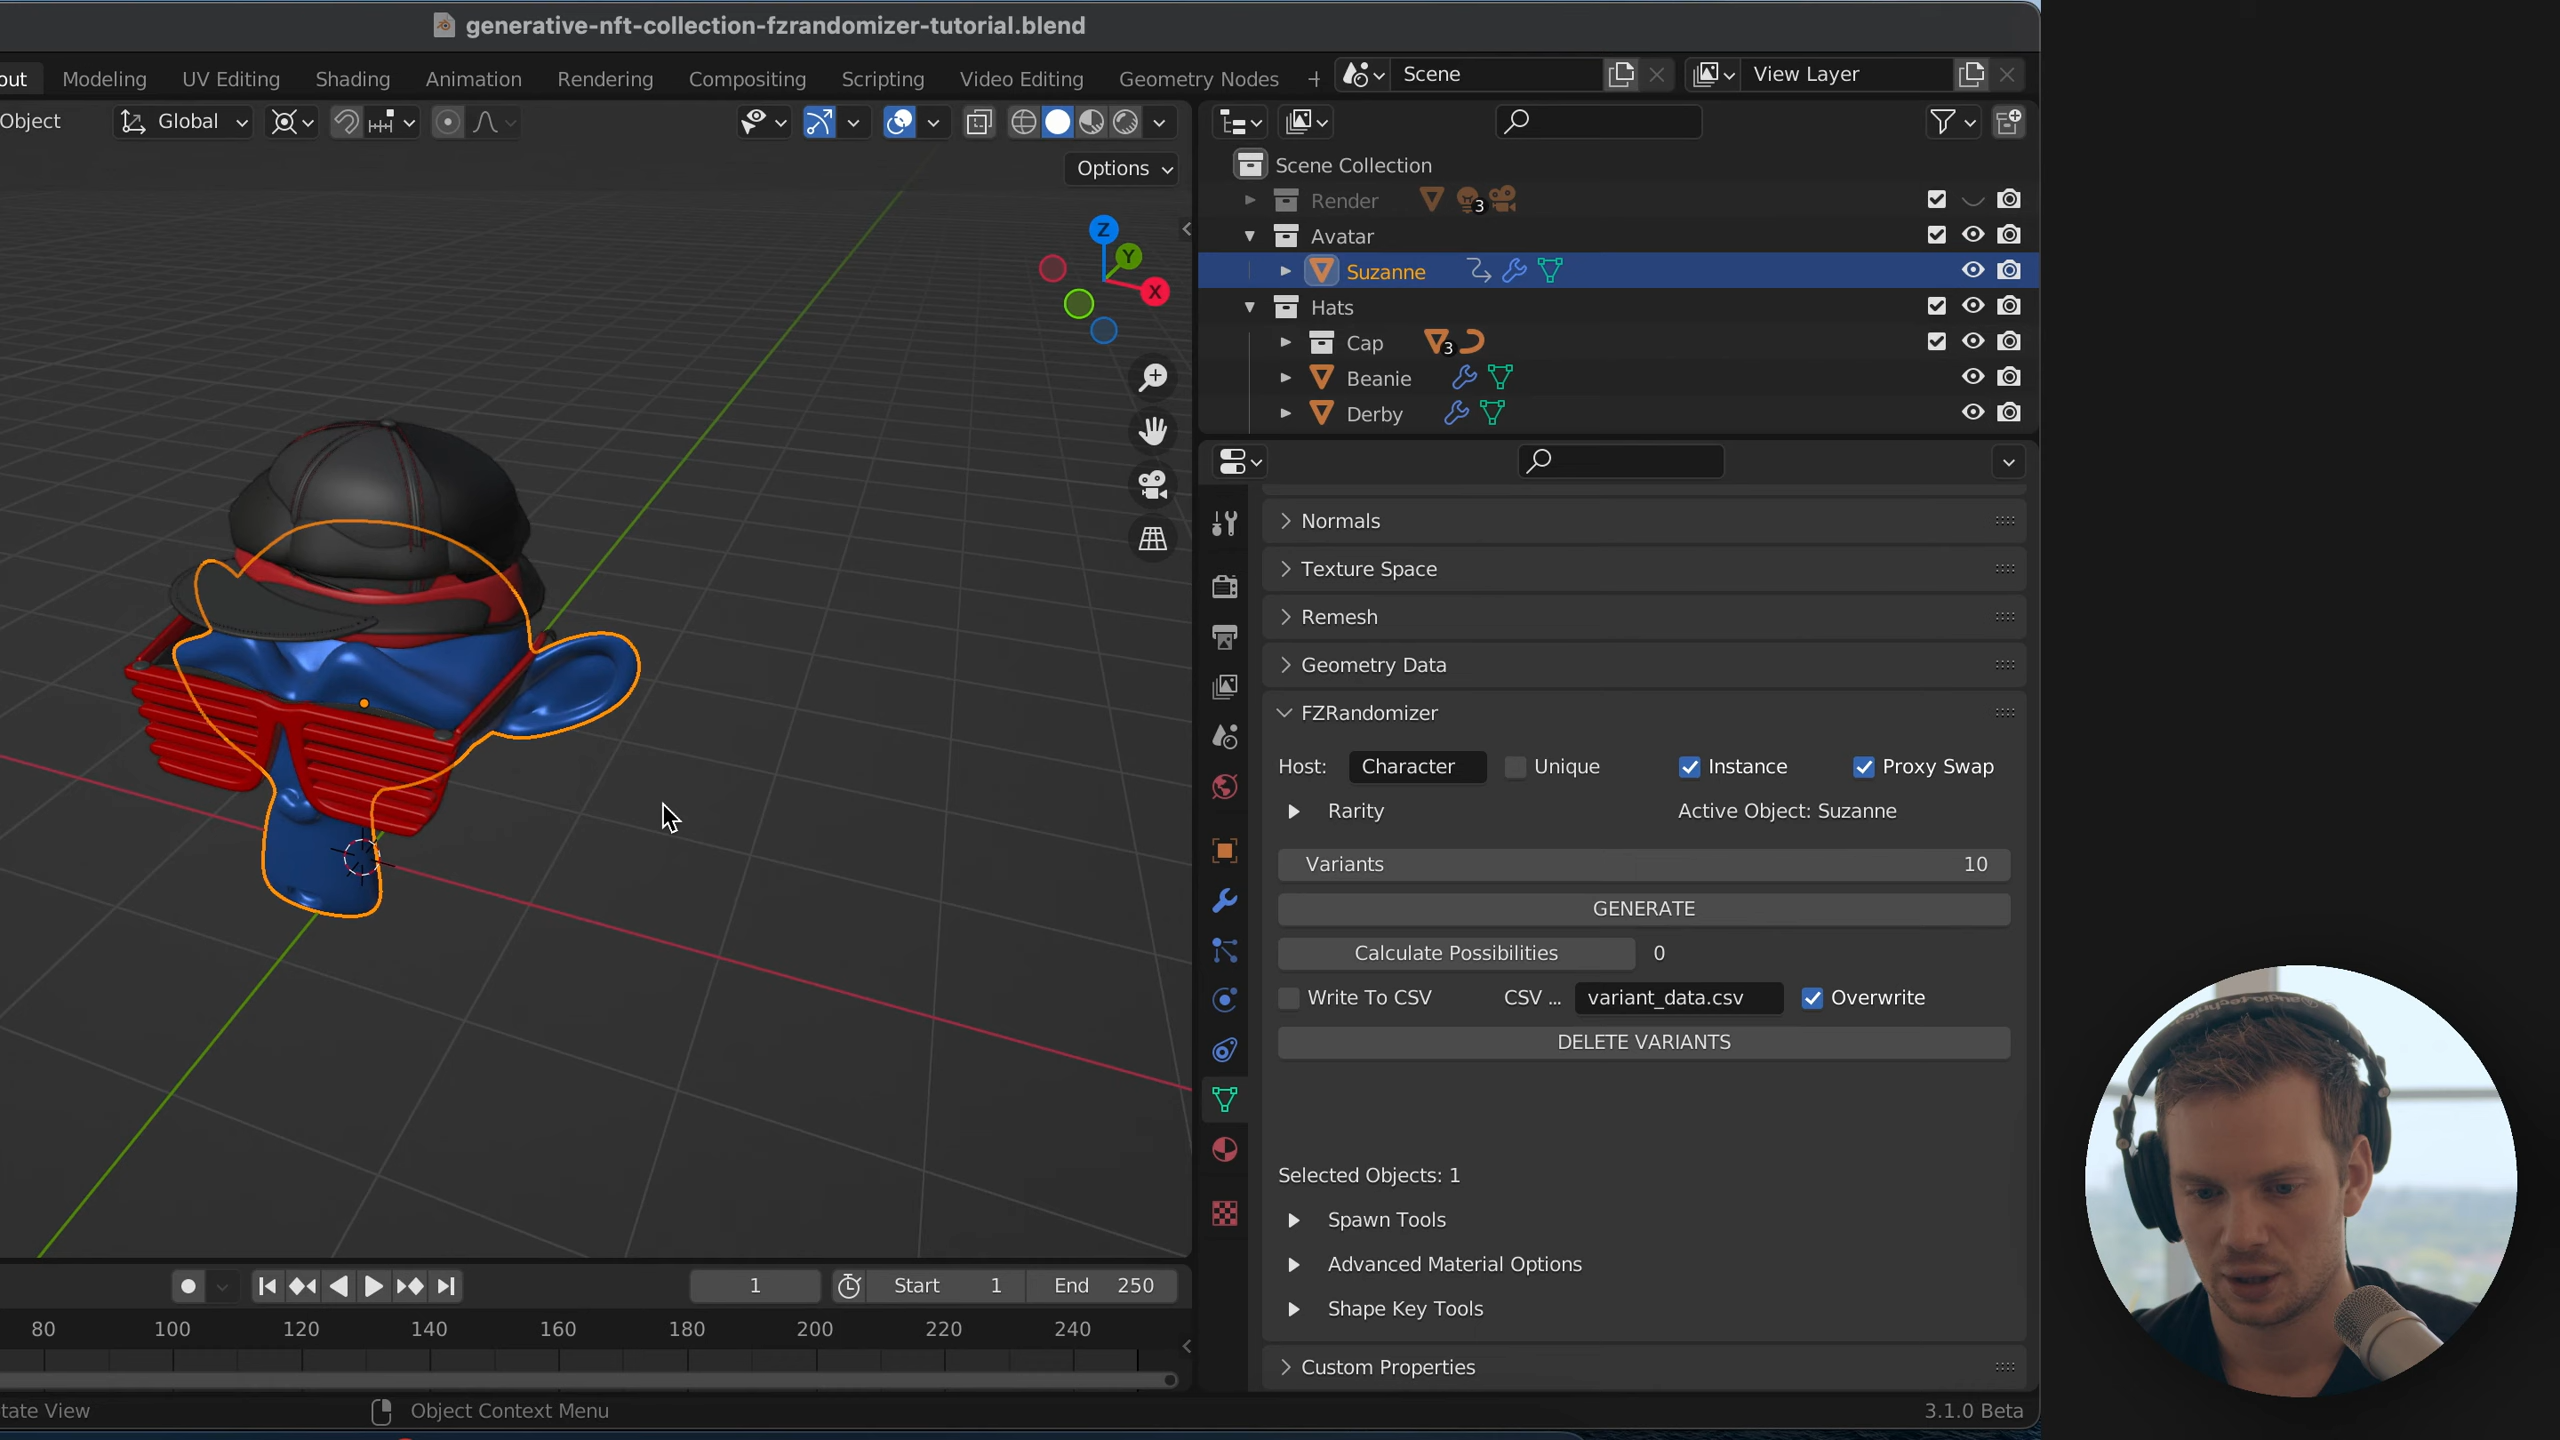 generative-nft-collection-fzrandomizer-tutorial.blend
out Modeling UV Editing Shading Animation Rendering Compositing Scripting Video Editing Geometry Nodes + Scene View Layer
Object Global
Options
Z
Y
X
Scene Collection
Render 3
Avatar
Suzanne
Hats
Cap 3
Beanie
Derby
Normals
Texture Space
Remesh
Geometry Data
FZRandomizer
Host: Character Unique Instance Proxy Swap
Rarity Active Object: Suzanne
Variants 10
GENERATE
Calculate Possibilities 0
Write To CSV CSV ... variant_data.csv Overwrite
DELETE VARIANTS
Selected Objects: 1
Spawn Tools
Advanced Material Options
Shape Key Tools
Custom Properties
1 Start 1 End 250
80 100 120 140 160 180 200 220 240
tate View Object Context Menu 3.1.0 Beta